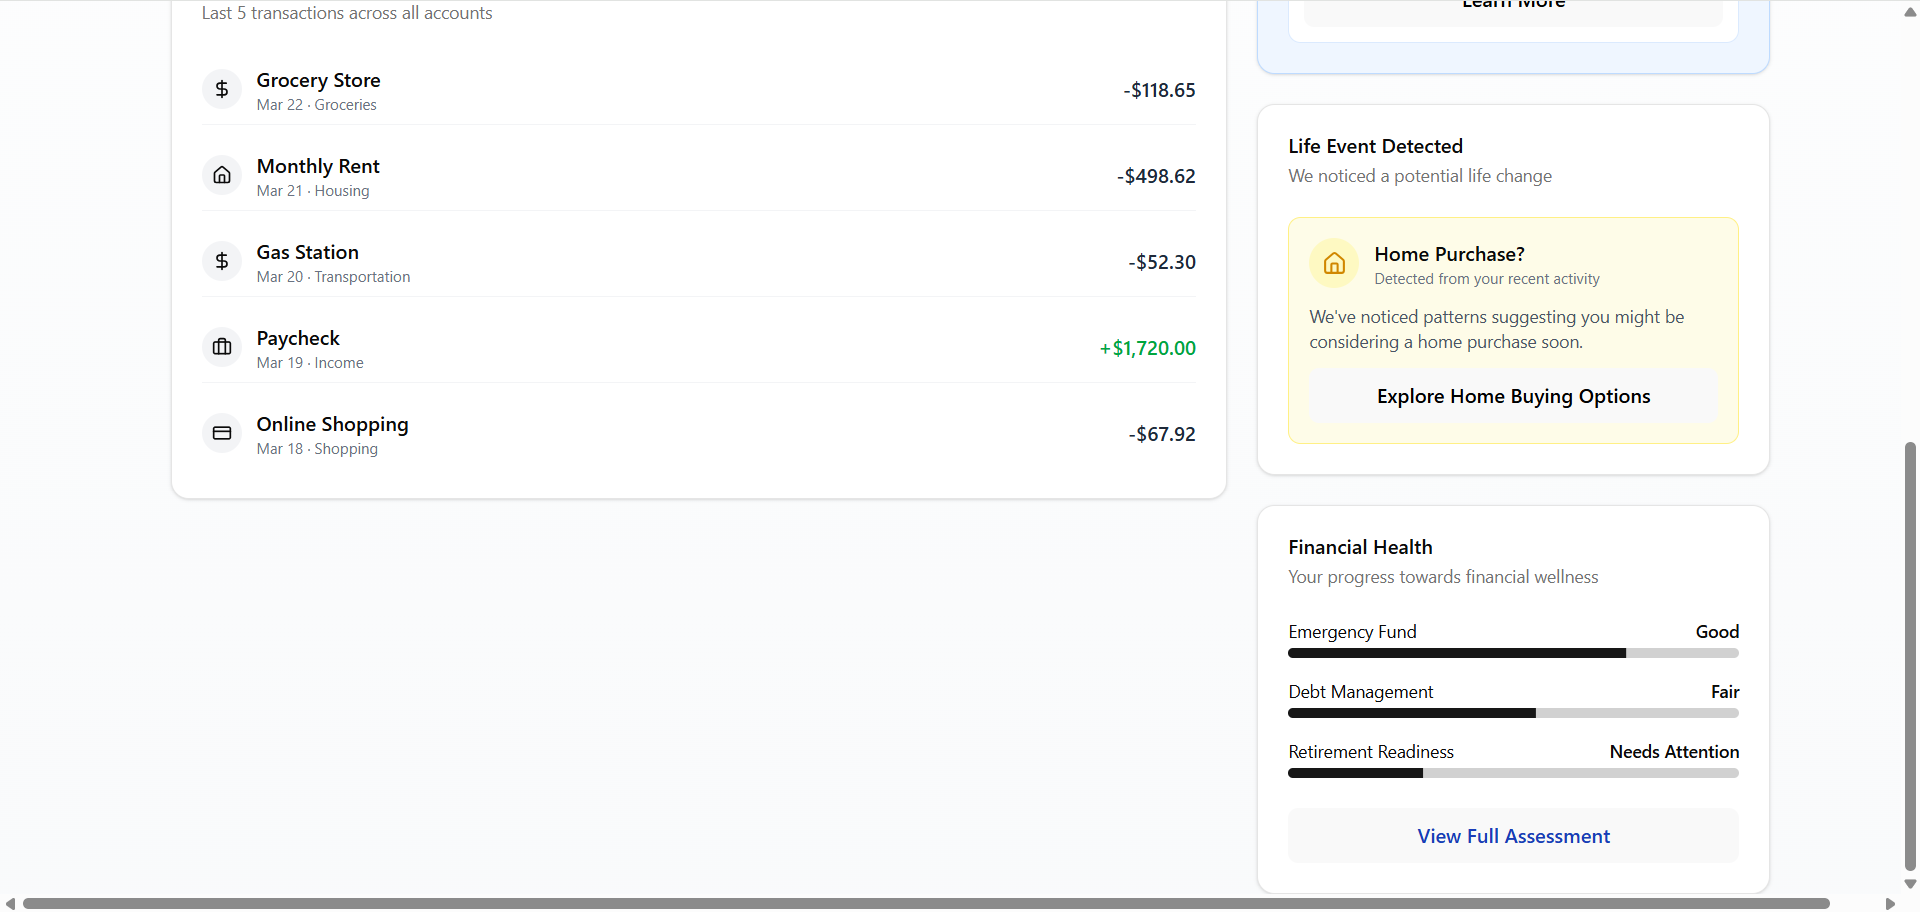 Last 5 transactions across all accounts
Grocery Store
Mar 22 · Groceries
-$118.65
Monthly Rent
Mar 21 · Housing
-$498.62
Gas Station
Mar 20 · Transportation
-$52.30
Paycheck
Mar 19 · Income
+$1,720.00
Online Shopping
Mar 18 · Shopping
-$67.92
Learn More
Life Event Detected
We noticed a potential life change
Home Purchase?
Detected from your recent activity
We've noticed patterns suggesting you might be
considering a home purchase soon.
Explore Home Buying Options
Financial Health
Your progress towards financial wellness
Emergency Fund
Good
Debt Management
Fair
Retirement Readiness
Needs Attention
View Full Assessment